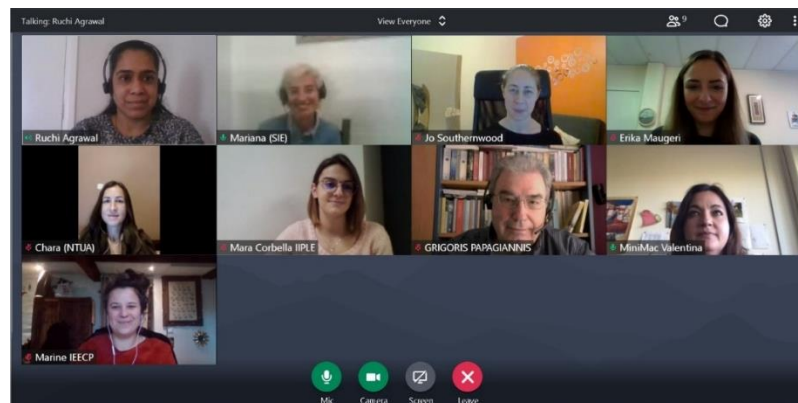 Talking: Ruchi Agrawal
View Everyone
9
Ruchi Agrawal
Mariana (SIE)
Jo Southernwood
Erika Maugeri
Chara (NTUA)
Mara Corbella IIPLE
GRIGORIS PAPAGIANNIS
MiniMac Valentina
Marine IEECP
Mic
Camera
Screen
Leave